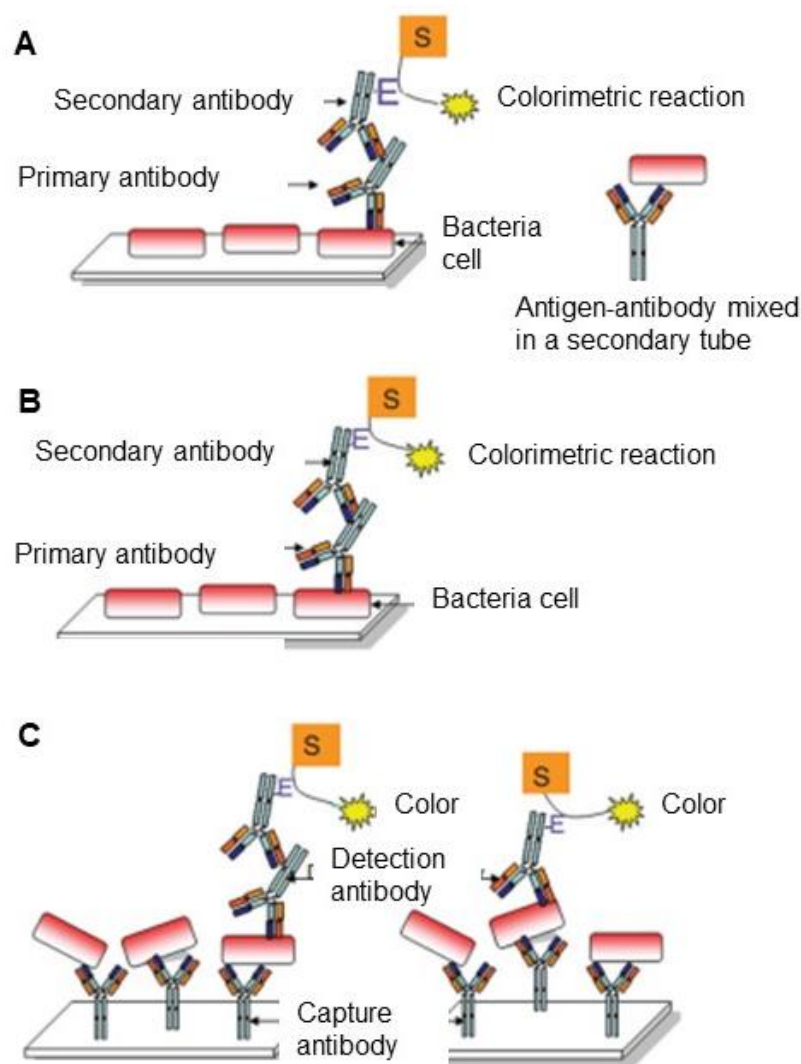 A
S
Secondary antibody
E
Colorimetric reaction
Primary antibody
Bacteria
cell
Antigen-antibody mixed
in a secondary tube
B
S
Secondary antibody
E
Colorimetric reaction
Primary antibody
Bacteria cell
C
S
E
Color
S
E
Color
Detection
antibody
Capture
antibody